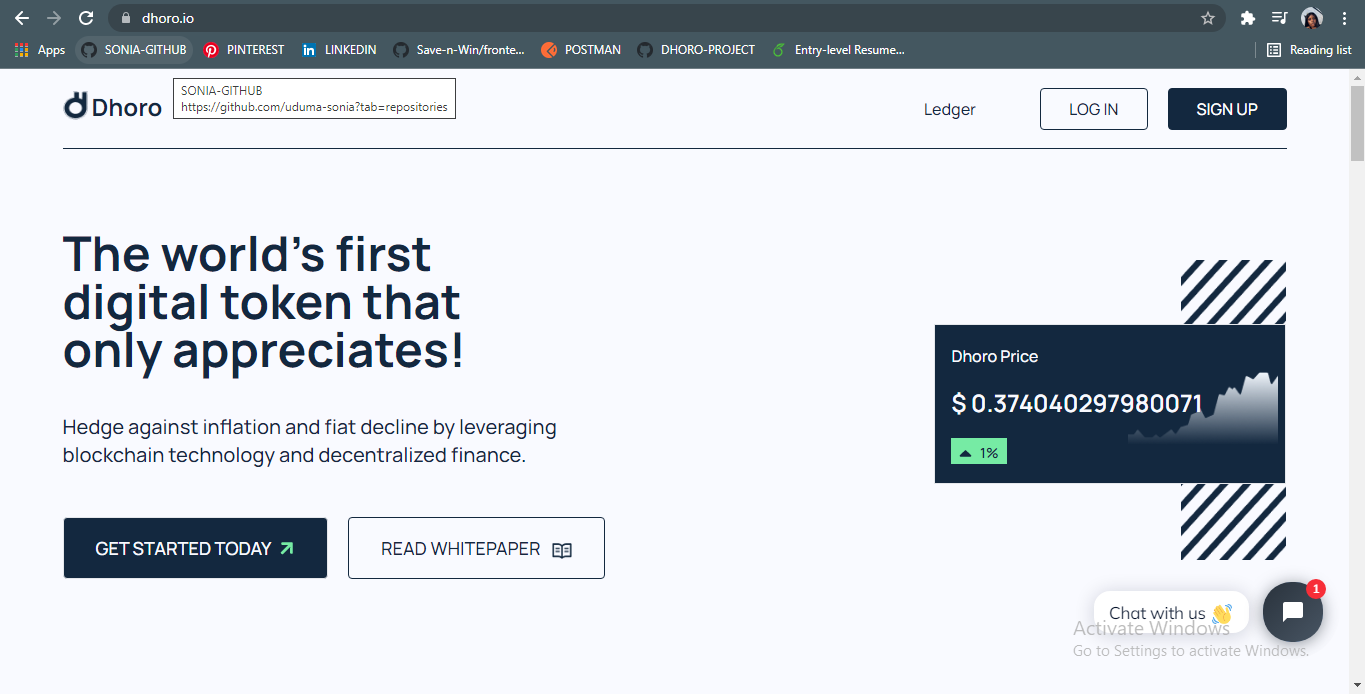 dhoro.io
Apps SONIA-GITHUB PINTEREST LINKEDIN Save-n-Win/fronte... POSTMAN DHORO-PROJECT Entry-level Resume... Reading list
SONIA-GITHUB
https://github.com/uduma-sonia?tab=repositories
Dhoro
Ledger LOG IN SIGN UP
The world's first
digital token that
only appreciates!
Hedge against inflation and fiat decline by leveraging
blockchain technology and decentralized finance.
GET STARTED TODAY READ WHITEPAPER
Dhoro Price
$ 0.374040297980071
1%
1
Chat with us 👋
Activate Windows
Go to Settings to activate Windows.